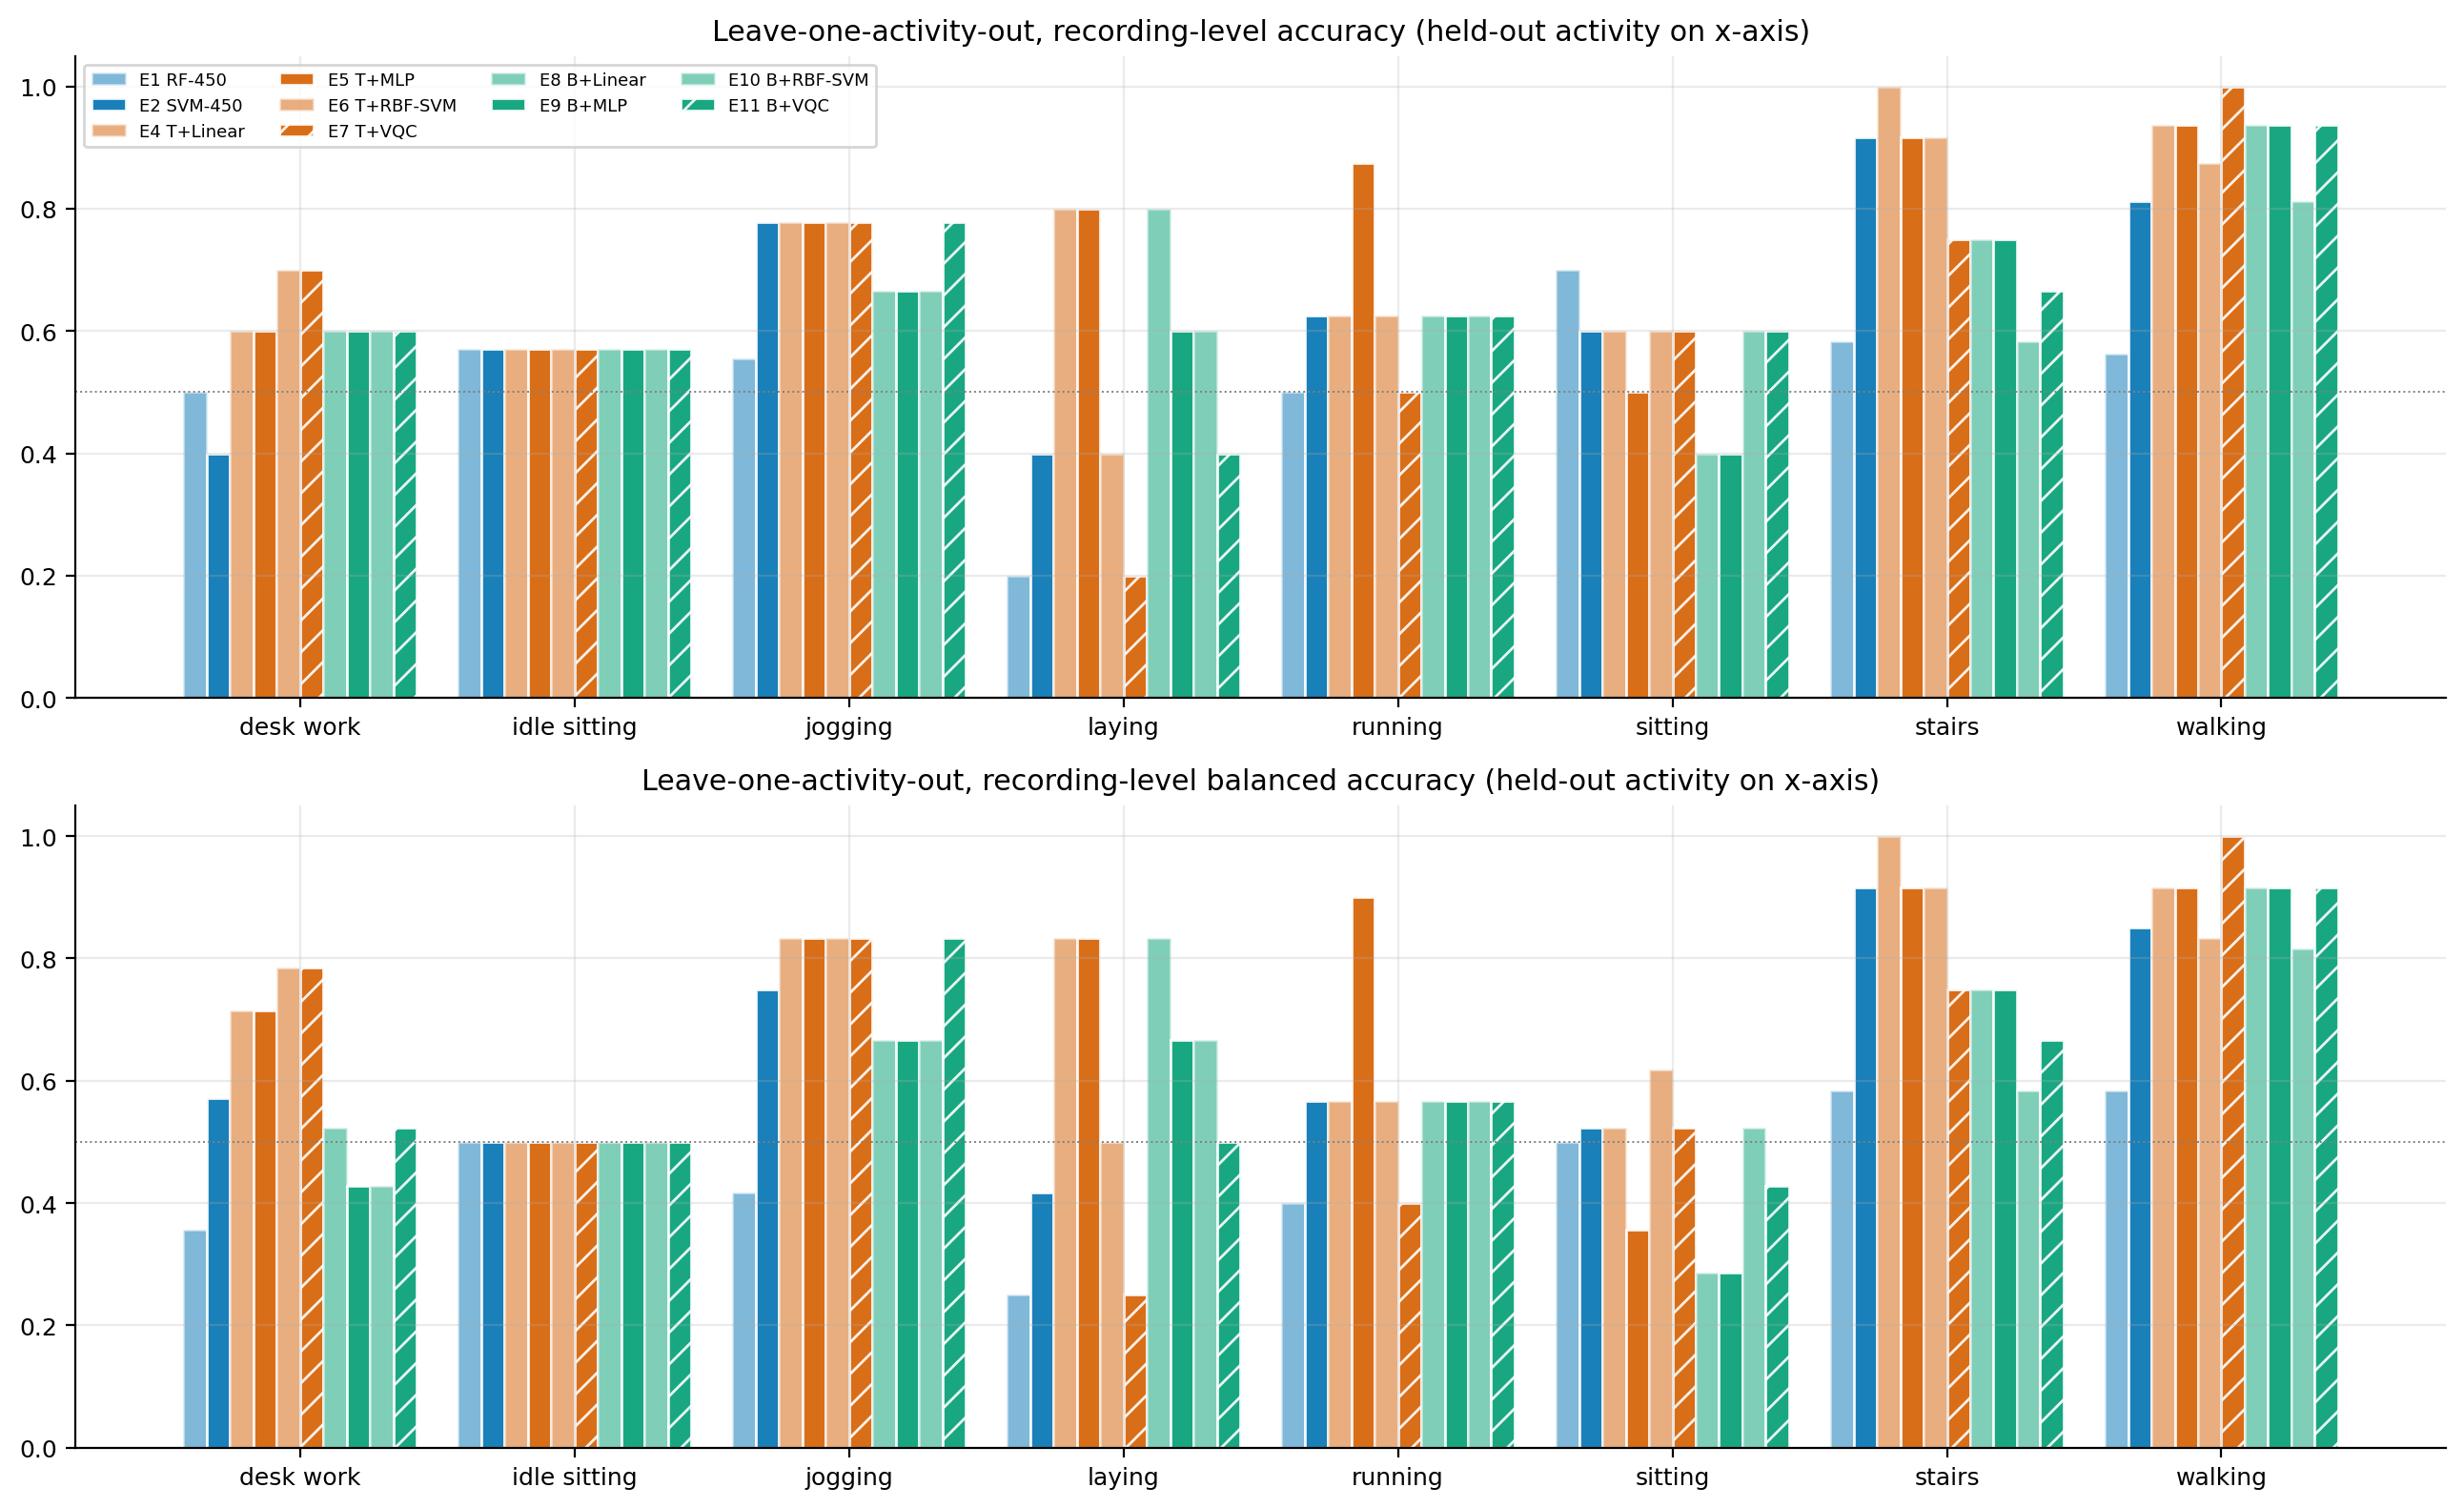 Leave-one-activity-out, recording-level accuracy (held-out activity on x-axis)
E1 RF-450 E5 T+MLP E8 B+Linear E10 B+RBF-SVM
E2 SVM-450 E6 T+RBF-SVM E9 B+MLP E11 B+VQC
E4 T+Linear E7 T+VQC
1.0
0.8
0.6
0.4
0.2
0.0
desk work idle sitting jogging laying running sitting stairs walking
Leave-one-activity-out, recording-level balanced accuracy (held-out activity on x-axis)
1.0
0.8
0.6
0.4
0.2
0.0
desk work idle sitting jogging laying running sitting stairs walking